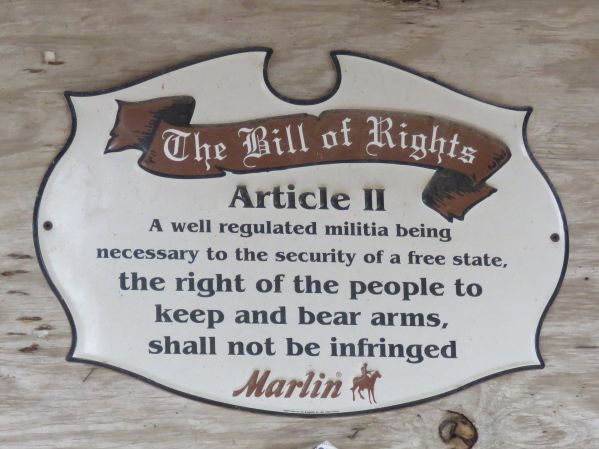 The Bill of Rights
Article II
A well regulated militia being
necessary to the security of a free state,
the right of the people to
keep and bear arms,
shall not be infringed
Marlin®